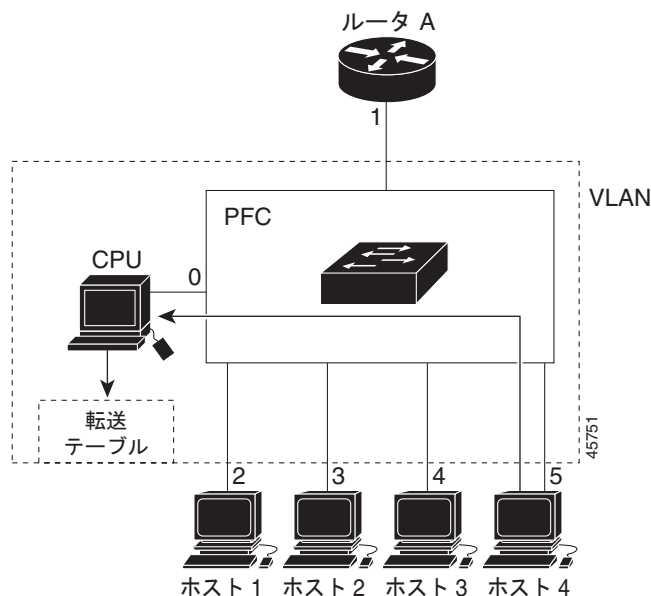 ルータ A
1
VLAN
PFC
CPU
0
転送
テーブル
45751
2
3
4
5
ホスト 1
ホスト 2
ホスト 3
ホスト 4